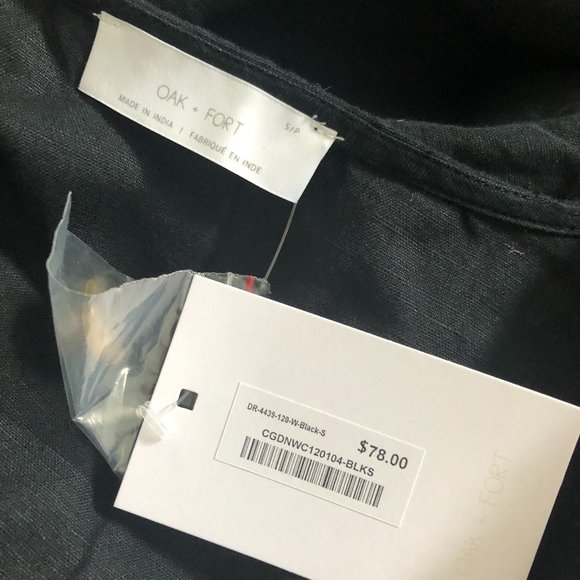 OAK + FORT
S/P
MADE IN INDIA / FABRIQUÉ EN INDE
DR-4439-120-W-Black-S
$78.00
CGDNWC120104-BLKS
OAK + FORT